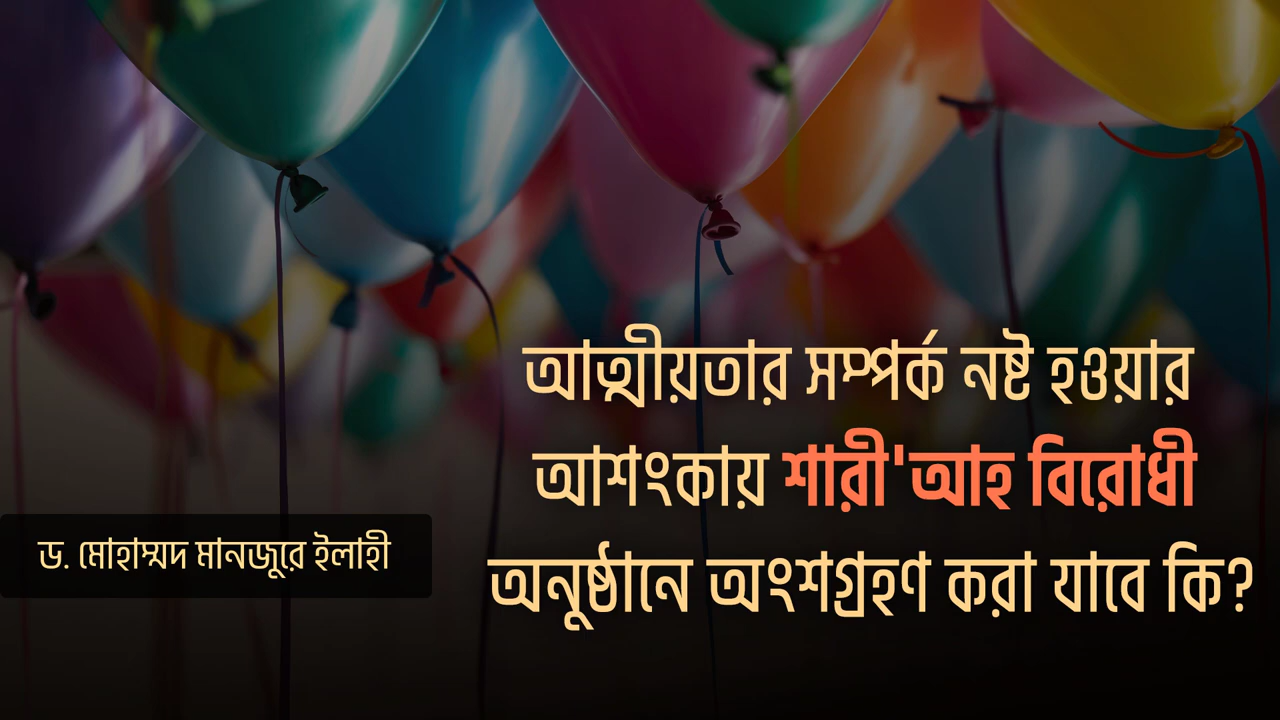 আত্মীয়তার সম্পর্ক নষ্ট হওয়ার
আশংকায় শারী'আহ বিরোধী
অনুষ্ঠানে অংশগ্রহণ করা যাবে কি?
ড. মোহাম্মদ মানজুরে ইলাহী